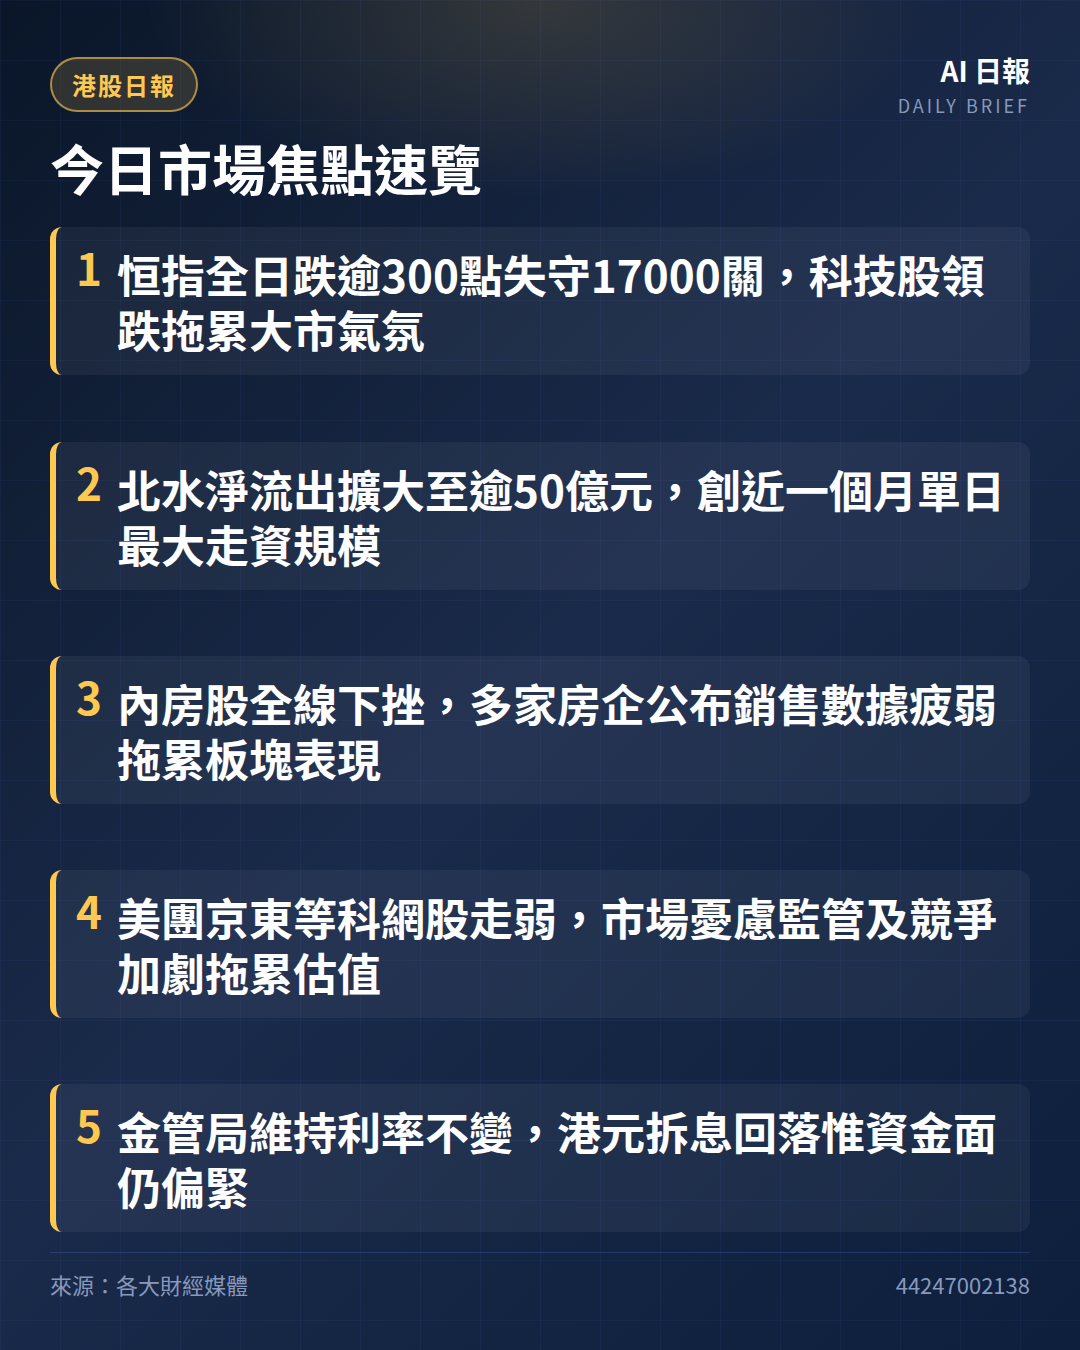 港股日報
AI 日報
DAILY BRIEF
今日市場焦點速覽
1 恒指全日跌逾300點失守17000關，科技股領
跌拖累大市氣氛
2 北水淨流出擴大至逾50億元，創近一個月單日
最大走資規模
3 內房股全線下挫，多家房企公布銷售數據疲弱
拖累板塊表現
4 美團京東等科網股走弱，市場憂慮監管及競爭
加劇拖累估值
5 金管局維持利率不變，港元拆息回落惟資金面
仍偏緊
來源：各大財經媒體
44247002138